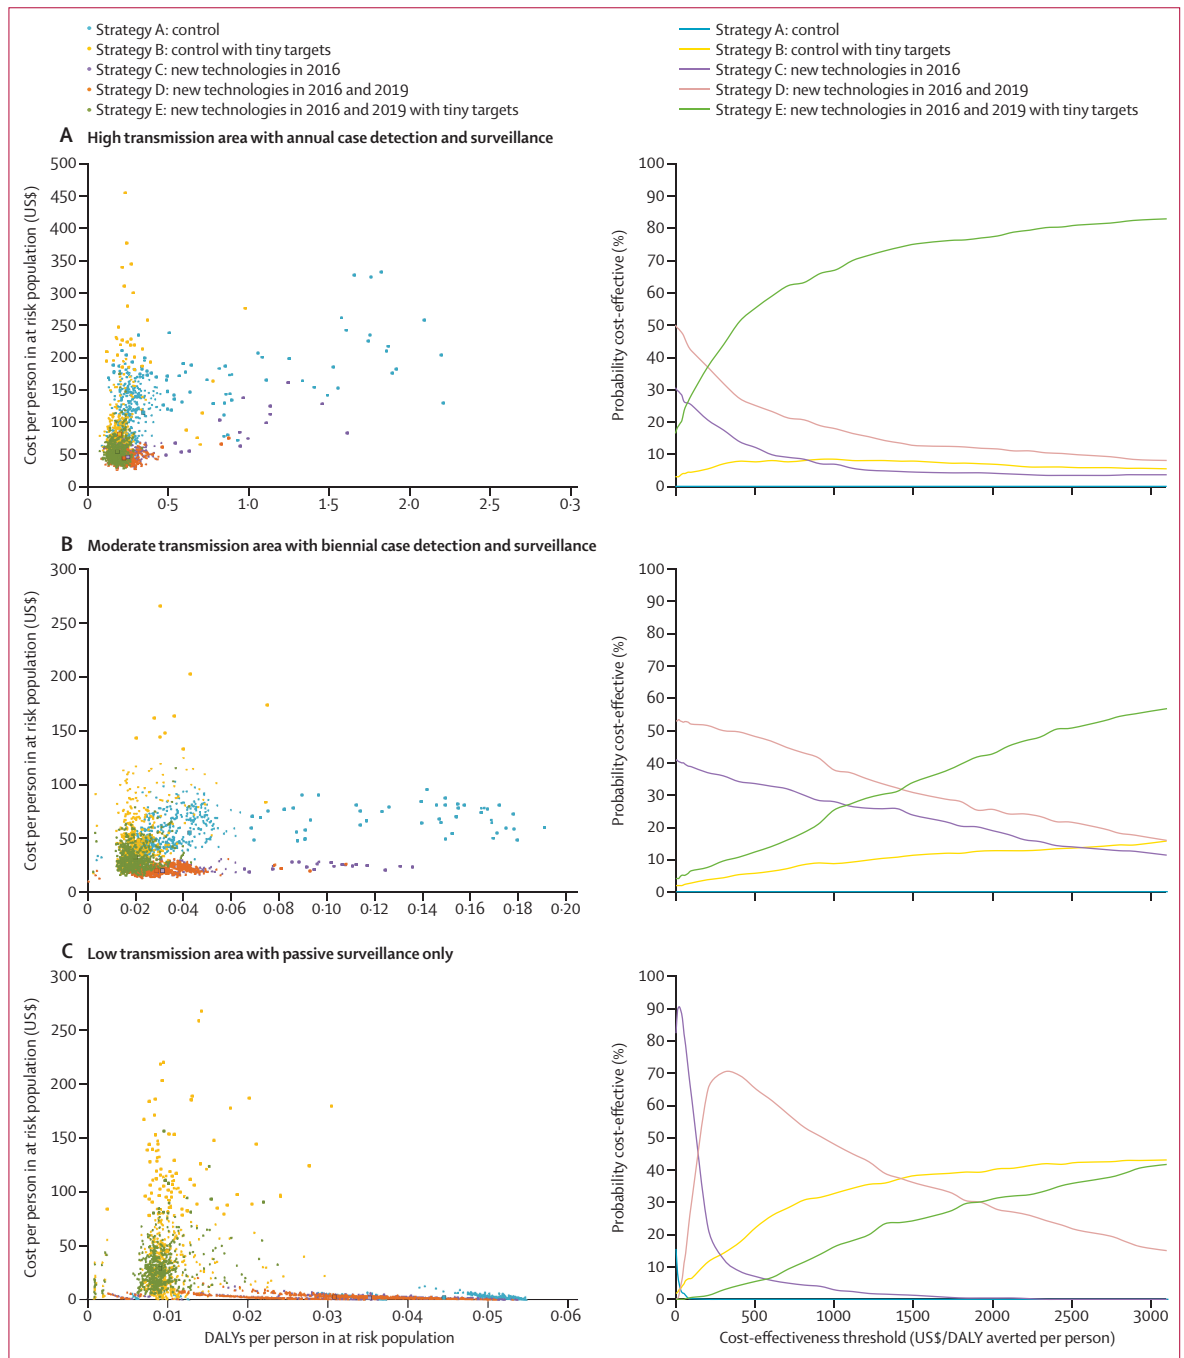 Strategy A: control
Strategy B: control with tiny targets
Strategy C: new technologies in 2016
Strategy D: new technologies in 2016 and 2019
Strategy E: new technologies in 2016 and 2019 with tiny targets
Strategy A: control
Strategy B: control with tiny targets
Strategy C: new technologies in 2016
Strategy D: new technologies in 2016 and 2019
Strategy E: new technologies in 2016 and 2019 with tiny targets
A High transmission area with annual case detection and surveillance
Cost per person in at risk population (US$)
500
450
400
350
300
250
200
150
100
50
0
0 0·5 1·0 1·5 2·0 2·5 0·3
Probability cost-effective (%)
100
90
80
70
60
50
40
30
20
10
0
B Moderate transmission area with biennial case detection and surveillance
Cost per person in at risk population (US$)
300
250
200
150
100
50
0
0 0·02 0·04 0·06 0·08 0·10 0·12 0·14 0·16 0·18 0·20
Probability cost-effective (%)
100
90
80
70
60
50
40
30
20
10
0
C Low transmission area with passive surveillance only
Cost per person in at risk population (US$)
300
250
200
150
100
50
0
0 0·01 0·02 0·03 0·04 0·05 0·06
DALYs per person in at risk population
Probability cost-effective (%)
100
90
80
70
60
50
40
30
20
10
0
0 500 1000 1500 2000 2500 3000
Cost-effectiveness threshold (US$/DALY averted per person)